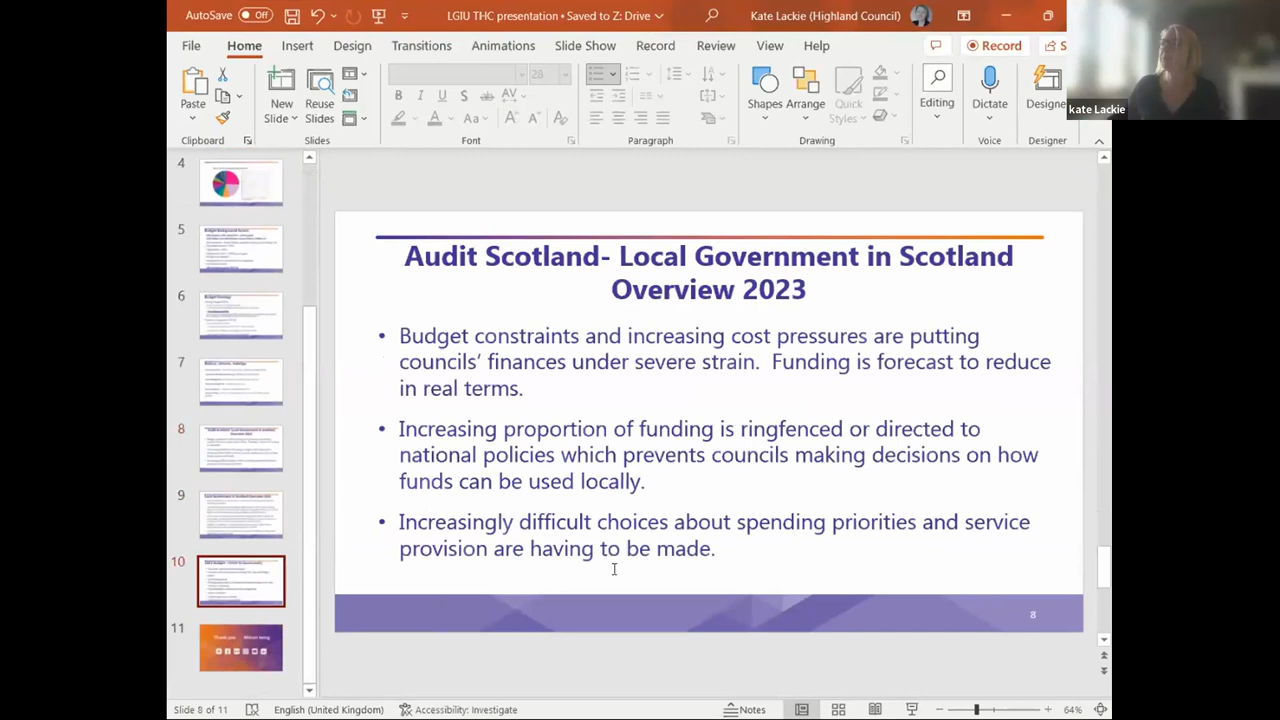 AutoSave Off LGIU THC presentation • Saved to Z: Drive Kate Lackie (Highland Council)
File Home Insert Design Transitions Animations Slide Show Record Review View Help Record S
28
Paste New Slide Reuse Slides Shapes Arrange Quick Styles Editing Dictate Designe
Clipboard Slides Font Paragraph Drawing Voice Designer
kate Lackie
4
5
6
7
8
9
10
11
Thank you
Audit Scotland- Local Government in Scotland
Overview 2023
• Budget constraints and increasing cost pressures are putting
councils’ finances under severe strain. Funding is forecast to reduce
in real terms.
• Increasing proportion of funding is ringfenced or directed to
national policies which prevents councils making decisions on how
funds can be used locally.
• Increasingly difficult choices about spending priorities and service
provision are having to be made.
8
Slide 8 of 11 English (United Kingdom) Accessibility: Investigate Notes 64%